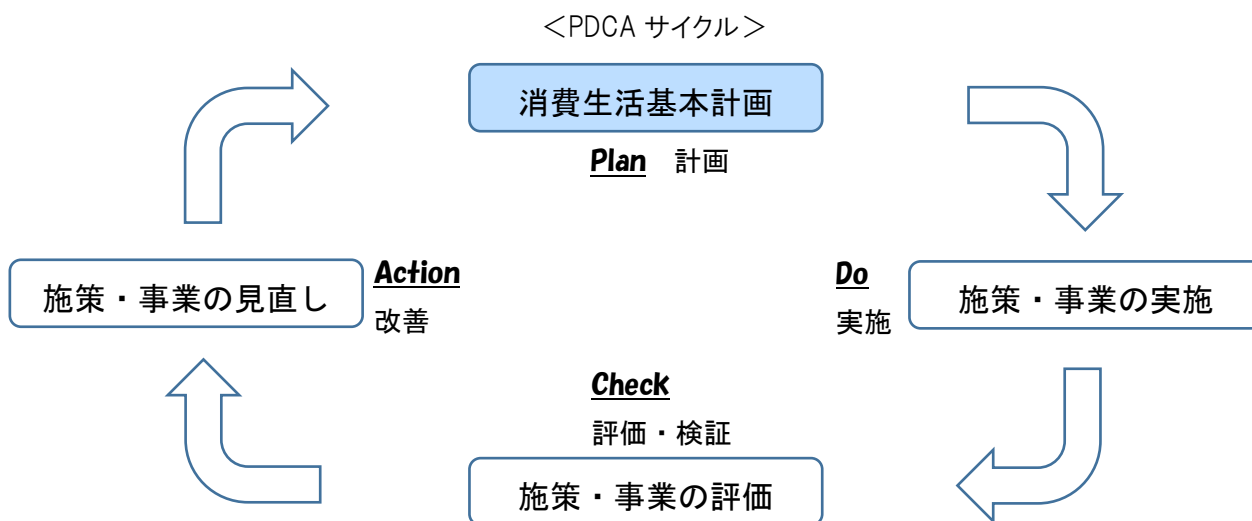 ＜PDCA サイクル＞
消費生活基本計画
Plan　計画
Do
実施
施策・事業の実施
Check
評価・検証
施策・事業の評価
Action
改善
施策・事業の見直し